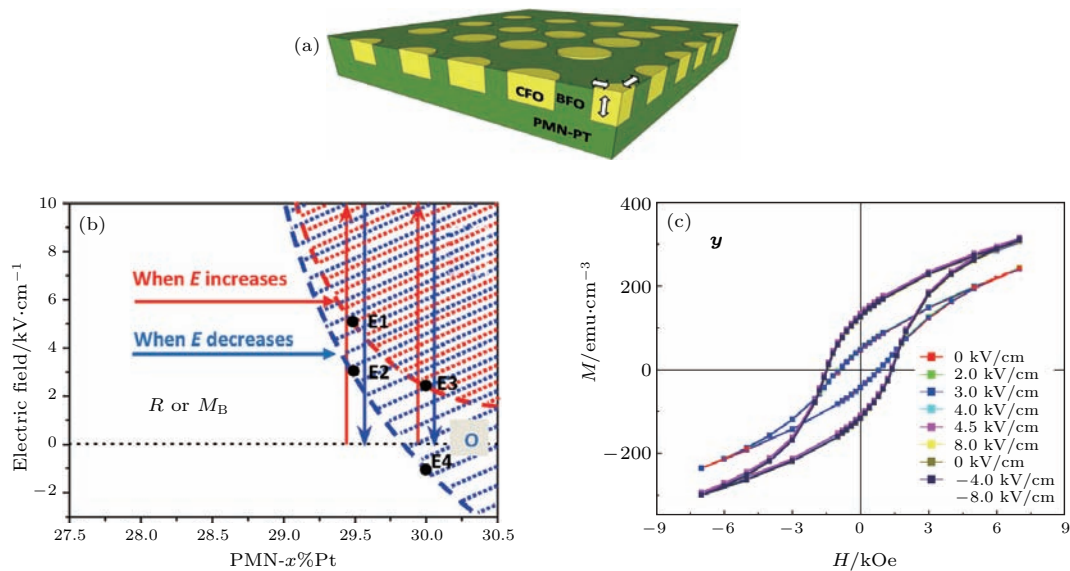 (a)
CFO
BFO
PMN-PT
(b)
Electric field/kV·cm⁻¹
10
8
6
4
2
0
−2
When E increases
When E decreases
E1
E2
E3
E4
R or M_B
O
27.5
28.0
28.5
29.0
29.5
30.0
30.5
PMN-x%Pt
(c)
y
M/emu·cm⁻³
400
200
0
−200
0 kV/cm
2.0 kV/cm
3.0 kV/cm
4.0 kV/cm
4.5 kV/cm
8.0 kV/cm
0 kV/cm
−4.0 kV/cm
−8.0 kV/cm
−9
−3
0
3
6
9
H/kOe